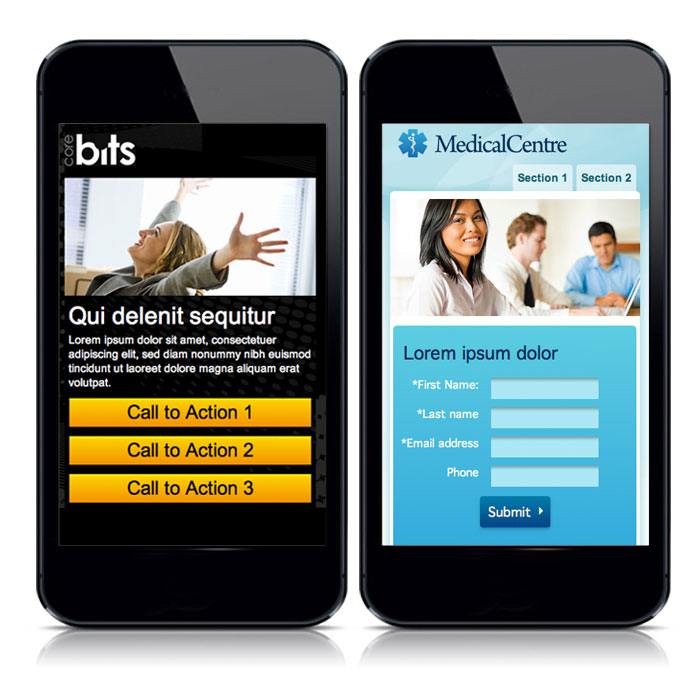 core
bits
Qui delenit sequitur
Lorem ipsum dolor sit amet, consectetuer
adipiscing elit, sed diam nonummy nibh euismod
tincidunt ut laoreet dolore magna aliquam erat
volutpat.
Call to Action 1
Call to Action 2
Call to Action 3
MedicalCentre
Section 1
Section 2
Lorem ipsum dolor
*First Name:
*Last name
*Email address
Phone
Submit